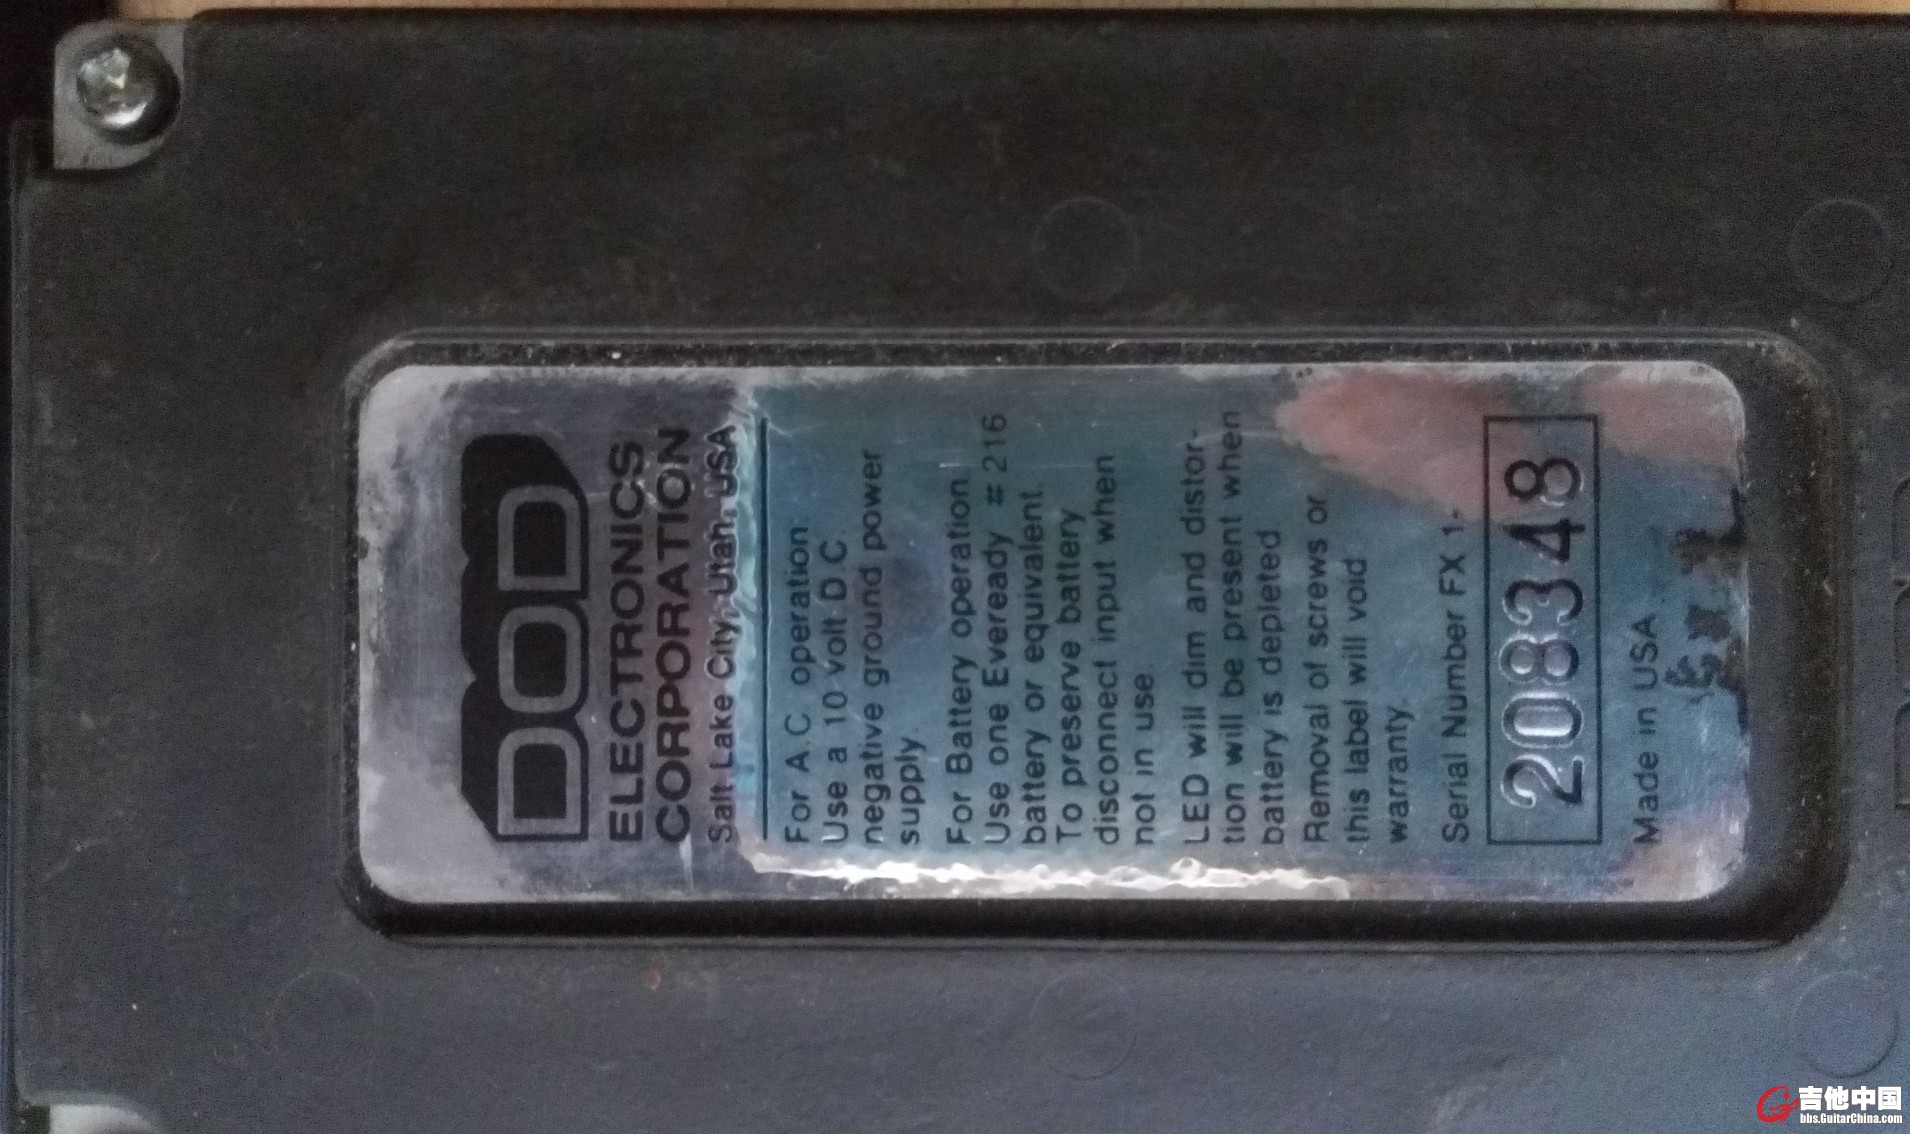 DOD
ELECTRONICS
CORPORATION
Salt Lake City, Utah, USA
For A.C. operation:
Use a 10 volt D.C.
negative ground power
supply.
For Battery operation:
Use one Eveready #216
battery or equivalent.
To preserve battery
disconnect input when
not in use.
LED will dim and distor-
tion will be present when
battery is depleted
Removal of screws or
this label will void
warranty.
Serial Number FX 1-
208348
Made in USA
吉他中国
bbs.GuitarChina.com